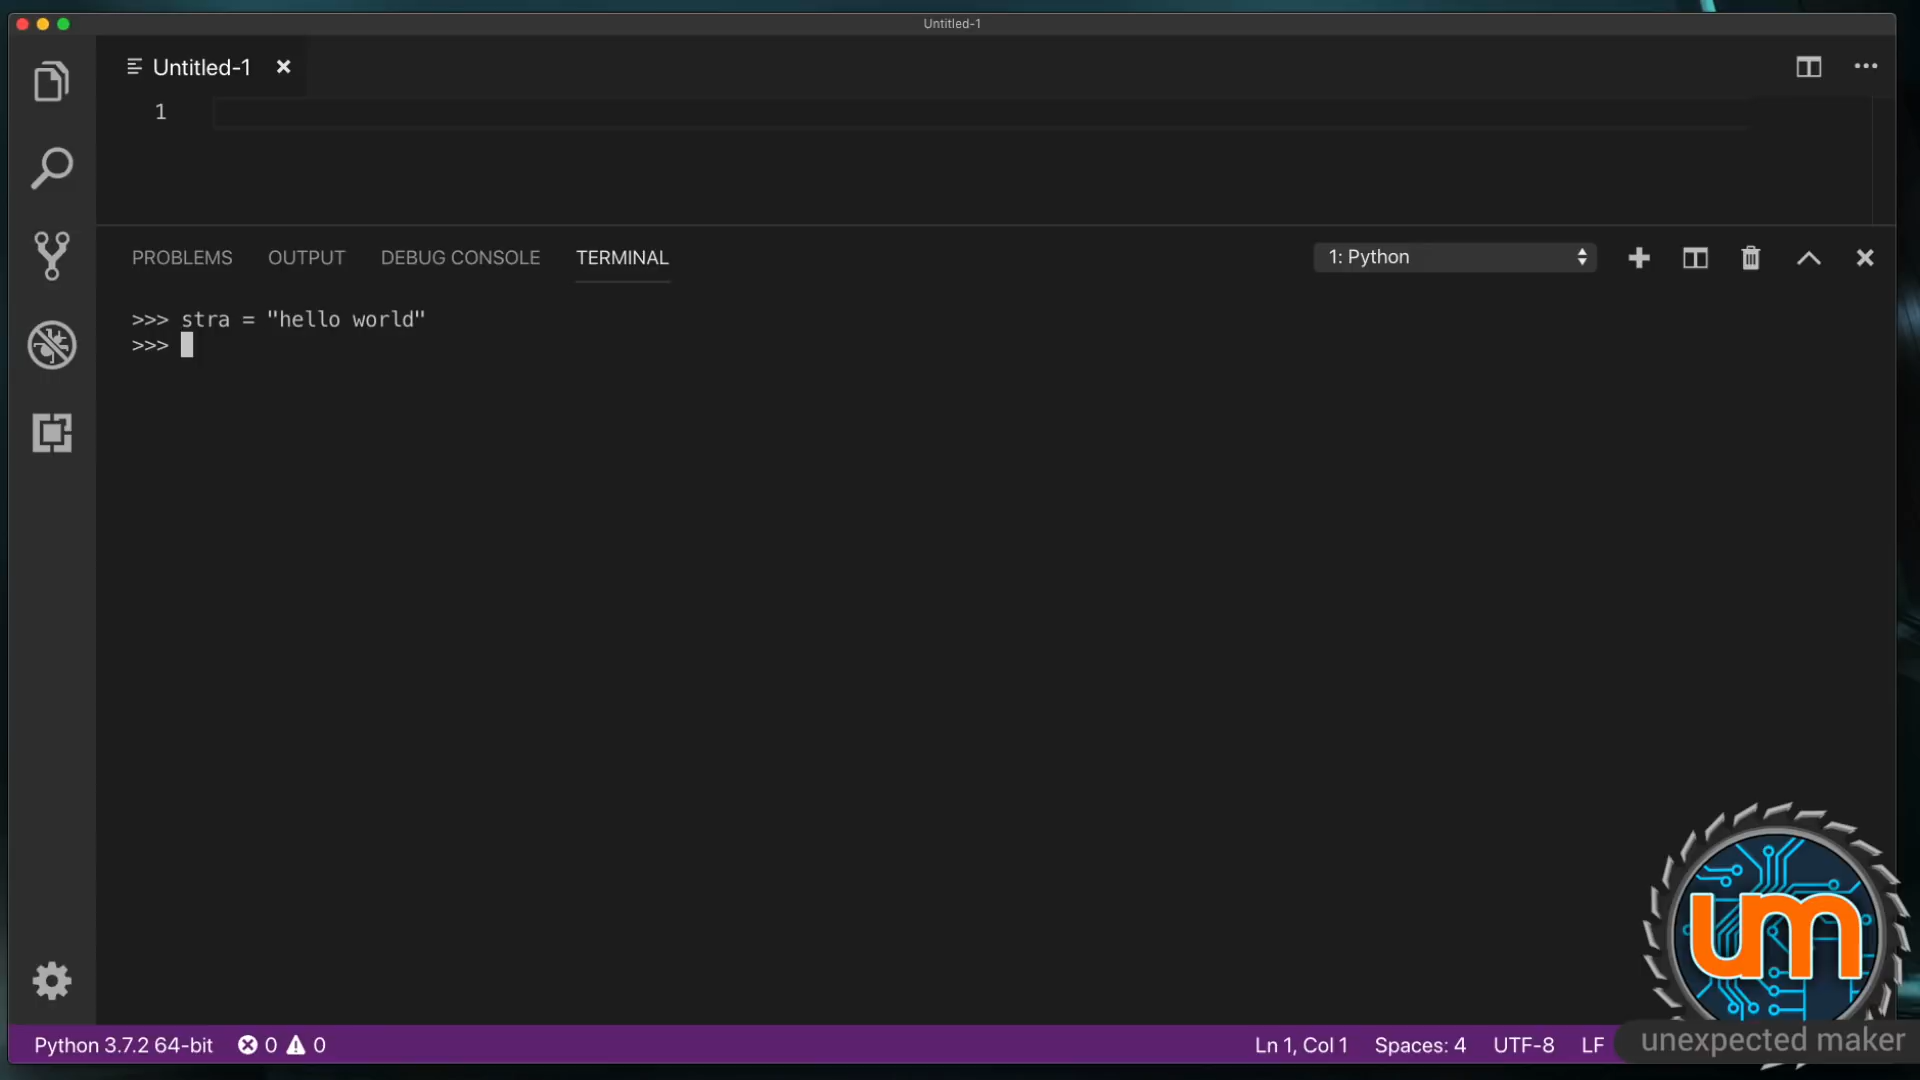 Untitled-1
Untitled-1
1
PROBLEMS OUTPUT DEBUG CONSOLE TERMINAL 1: Python
>>> stra = "hello world"
>>>
um
Python 3.7.2 64-bit 0 0 Ln 1, Col 1 Spaces: 4 UTF-8 LF unexpected maker